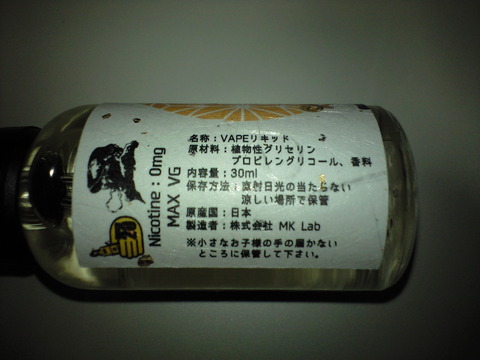 名称：VAPEリキッド
原材料：植物性グリセリン
プロピレングリコール、香料
内容量：30ml
保存方法：直射日光の当たらない
涼しい場所で保管
原産国：日本
製造者：株式会社 MK Lab
※小さなお子様の手の届かない
ところに保管して下さい。
Nicotine：0mg
MAX VG